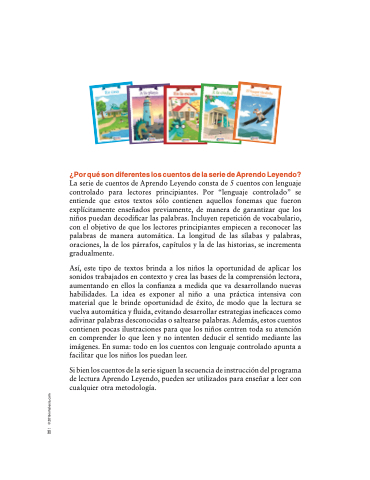 ¿Por qué son diferentes los cuentos de la serie de Aprendo Leyendo?
La serie de cuentos de Aprendo Leyendo consta de 5 cuentos con lenguaje
controlado para lectores principiantes. Por "lenguaje controlado" se
entiende que estos textos sólo contienen aquellos fonemas que fueron
explícitamente enseñados previamente, de manera de garantizar que los
niños puedan decodificar las palabras. Incluyen repetición de vocabulario,
con el objetivo de que los lectores principiantes empiecen a reconocer las
palabras de manera automática. La longitud de las sílabas y palabras,
oraciones, la de los párrafos, capítulos y la de las historias, se incrementa
gradualmente.
Así, este tipo de textos brinda a los niños la oportunidad de aplicar los
sonidos trabajados en contexto y crea las bases de la comprensión lectora,
aumentando en ellos la confianza a medida que va desarrollando nuevas
habilidades. La idea es exponer al niño a una práctica intensiva con
material que le brinde oportunidad de éxito, de modo que la lectura se
vuelva automática y fluida, evitando desarrollar estrategias ineficaces como
adivinar palabras desconocidas o saltearse palabras. Además, estos cuentos
contienen pocas ilustraciones para que los niños centren toda su atención
en comprender lo que leen y no intenten deducir el sentido mediante las
imágenes. En suma: todo en los cuentos con lenguaje controlado apunta a
facilitar que los niños los puedan leer.
Si bien los cuentos de la serie siguen la secuencia de instrucción del programa
de lectura Aprendo Leyendo, pueden ser utilizados para enseñar a leer con
cualquier otra metodología.